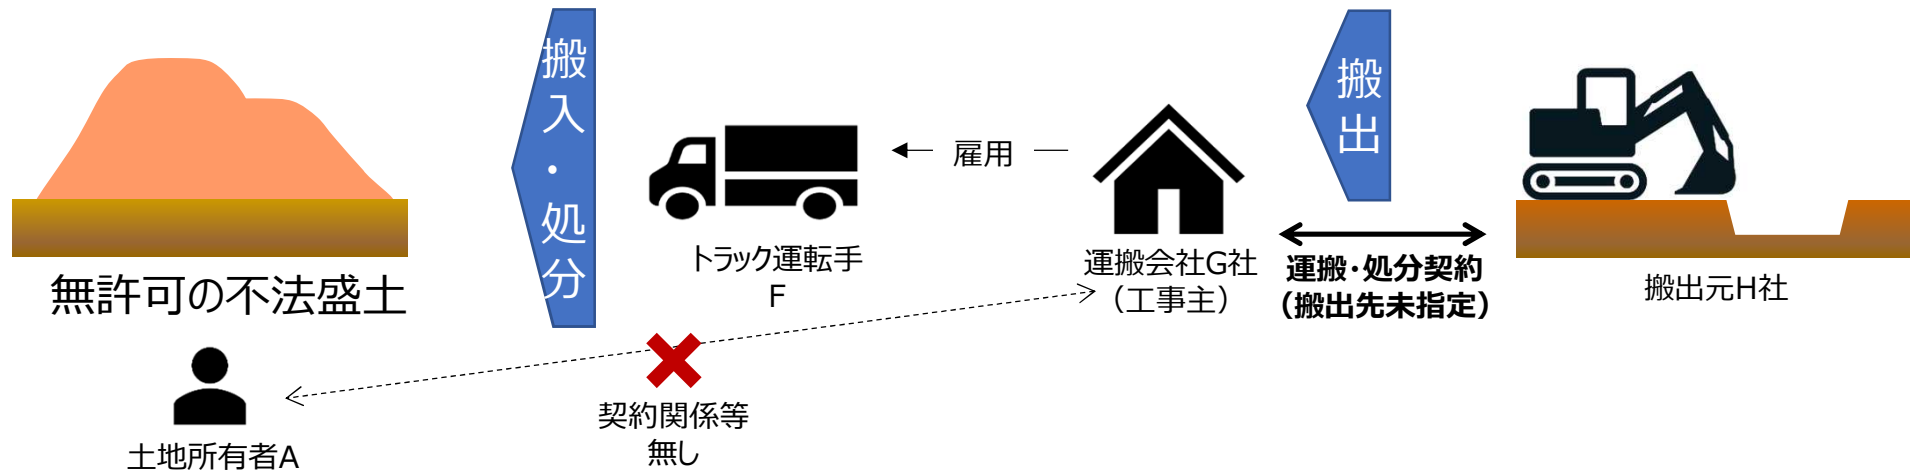 搬入・処分
搬出
雇用
トラック運転手
F
運搬会社G社
（工事主）
運搬・処分契約
（搬出先未指定）
搬出元H社
無許可の不法盛土
契約関係等
無し
土地所有者A